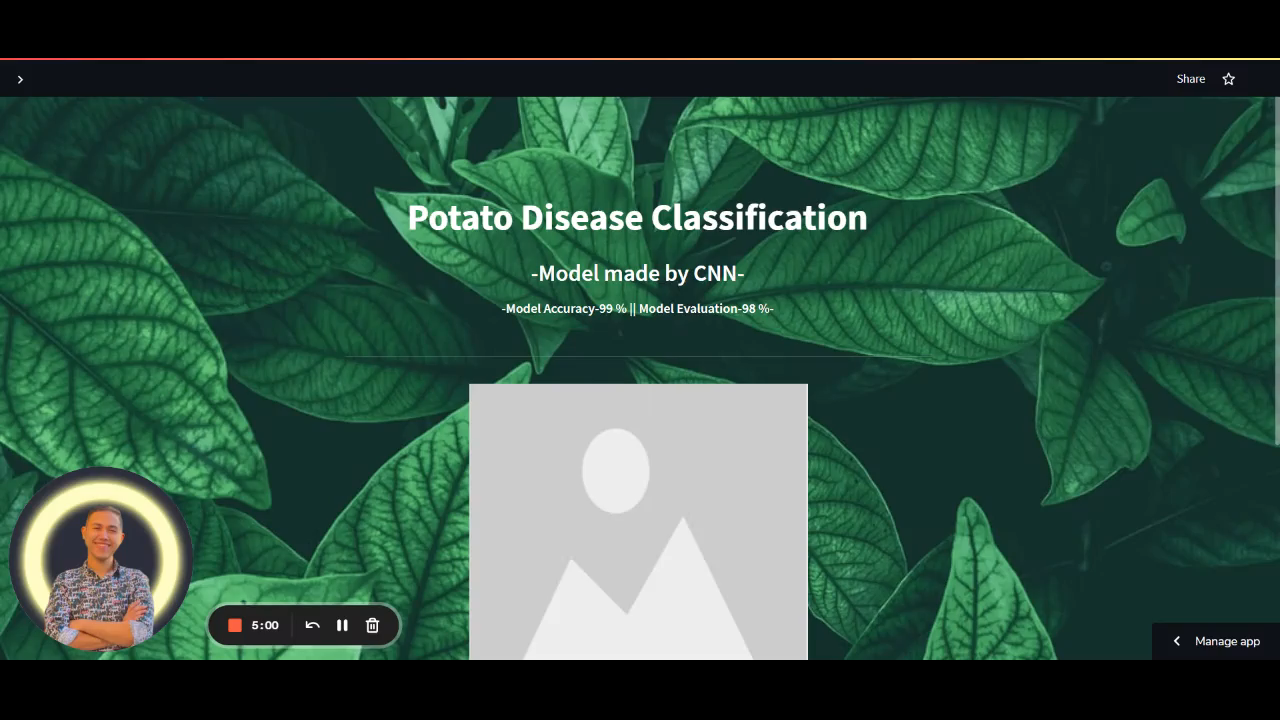 Share
Potato Disease Classification
-Model made by CNN-
-Model Accuracy-99 % || Model Evaluation-98 %-
5:00
Manage app